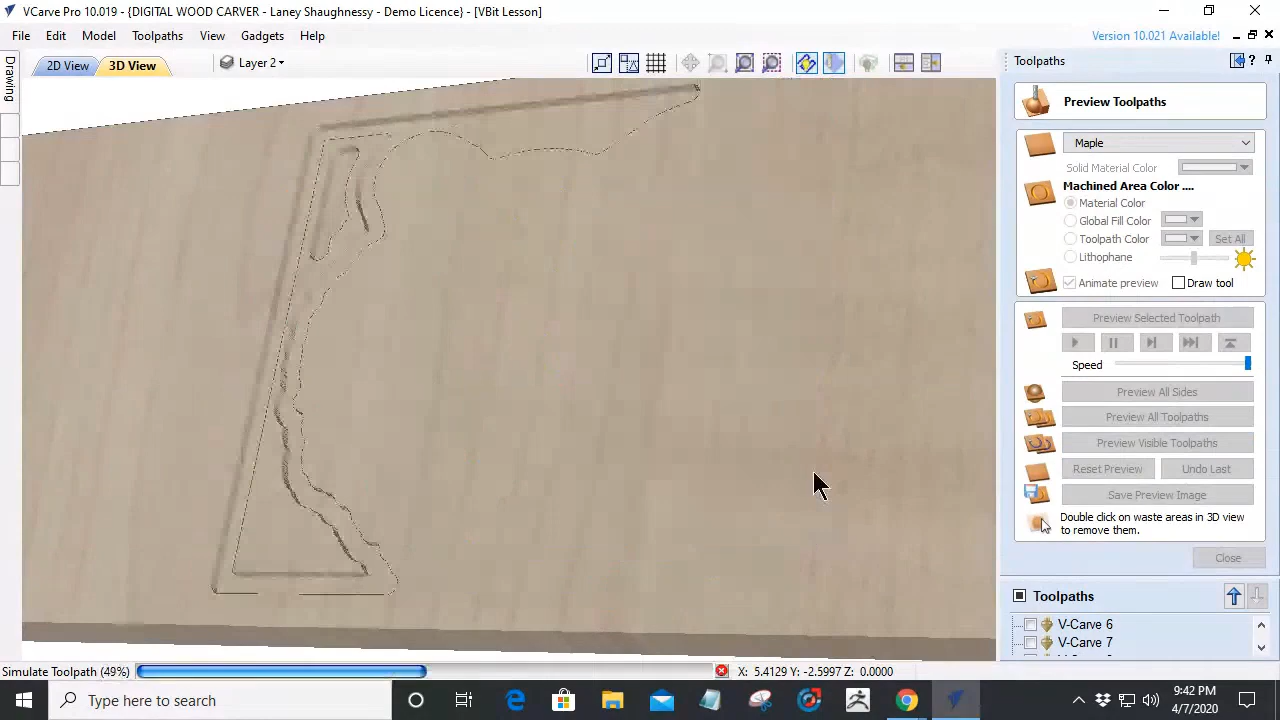 VCarve Pro 10.019 - {DIGITAL WOOD CARVER - Laney Shaughnessy - Demo Licence} - [VBit Lesson]
File Edit Model Toolpaths View Gadgets Help
Version 10.021 Available!
Drawing
2D View 3D View Layer 2
Toolpaths
Preview Toolpaths
Maple
Solid Material Color
Machined Area Color ....
Material Color
Global Fill Color
Toolpath Color Set All
Lithophane
Animate preview Draw tool
Preview Selected Toolpath
Speed
Preview All Sides
Preview All Toolpaths
Preview Visible Toolpaths
Reset Preview Undo Last
Save Preview Image
Double click on waste areas in 3D view
to remove them.
Close
Toolpaths
V-Carve 6
V-Carve 7
Simulate Toolpath (49%) X: 5.4129 Y: -2.5997 Z: 0.0000
Type here to search
9:42 PM
4/7/2020